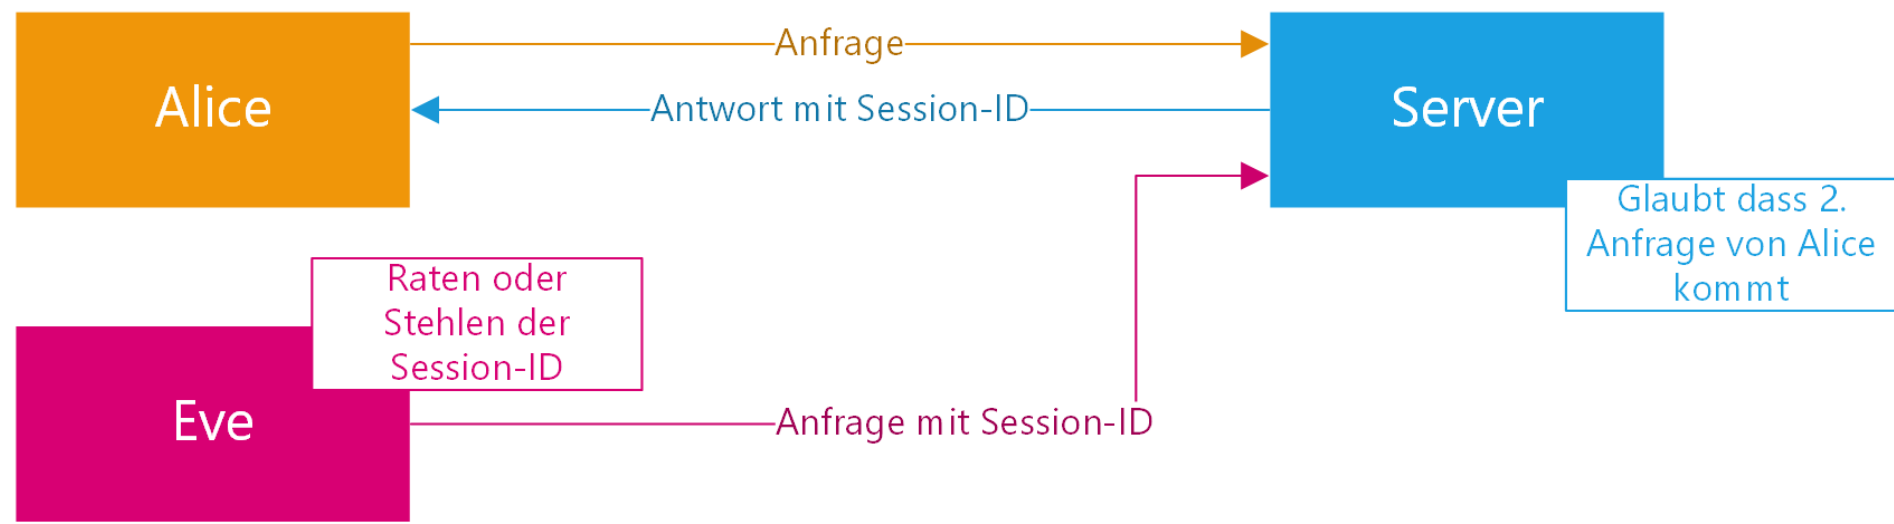 Alice
Anfrage
Antwort mit Session-ID
Server
Glaubt dass 2.
Anfrage von Alice
kommt
Raten oder
Stehlen der
Session-ID
Eve
Anfrage mit Session-ID